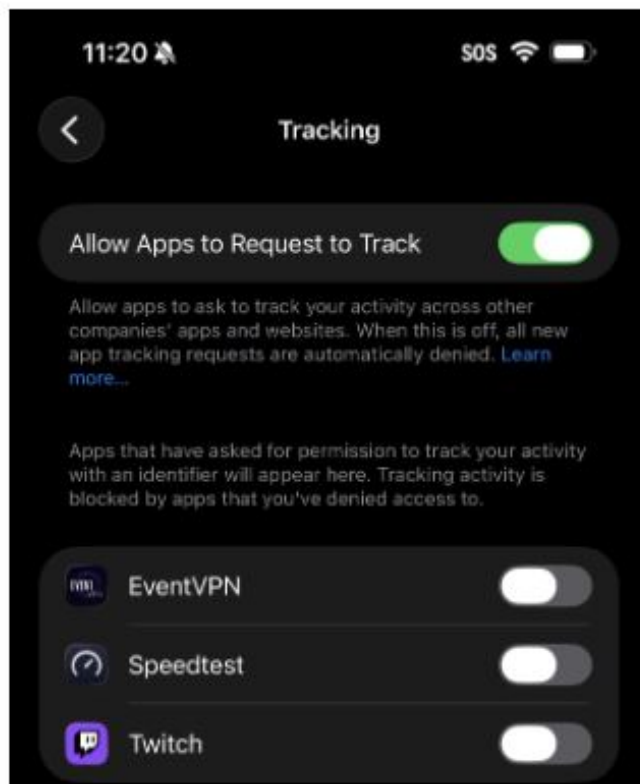 11:20
SOS
Tracking
Allow Apps to Request to Track
Allow apps to ask to track your activity across other
companies' apps and websites. When this is off, all new
app tracking requests are automatically denied. Learn
more...
Apps that have asked for permission to track your activity
with an identifier will appear here. Tracking activity is
blocked by apps that you've denied access to.
EventVPN
Speedtest
Twitch